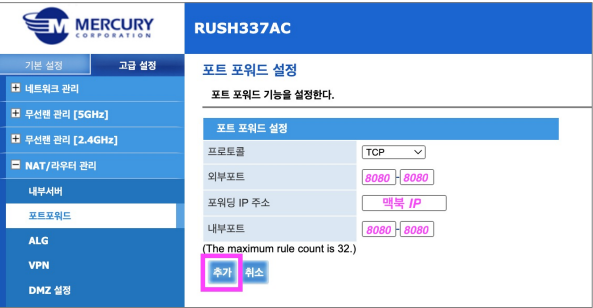 MERCURY
CORPORATION
RUSH337AC
기본 설정
고급 설정
네트워크 관리
무선랜 관리 [5GHz]
무선랜 관리 [2.4GHz]
NAT/라우터 관리
내부서버
포트포워드
ALG
VPN
DMZ 설정
포트 포워드 설정
포트 포워드 기능을 설정한다.
포트 포워드 설정
프로토콜 TCP
외부포트 8080 - 8080
포워딩 IP 주소 맥북 IP
내부포트 8080 - 8080
(The maximum rule count is 32.)
추가 취소